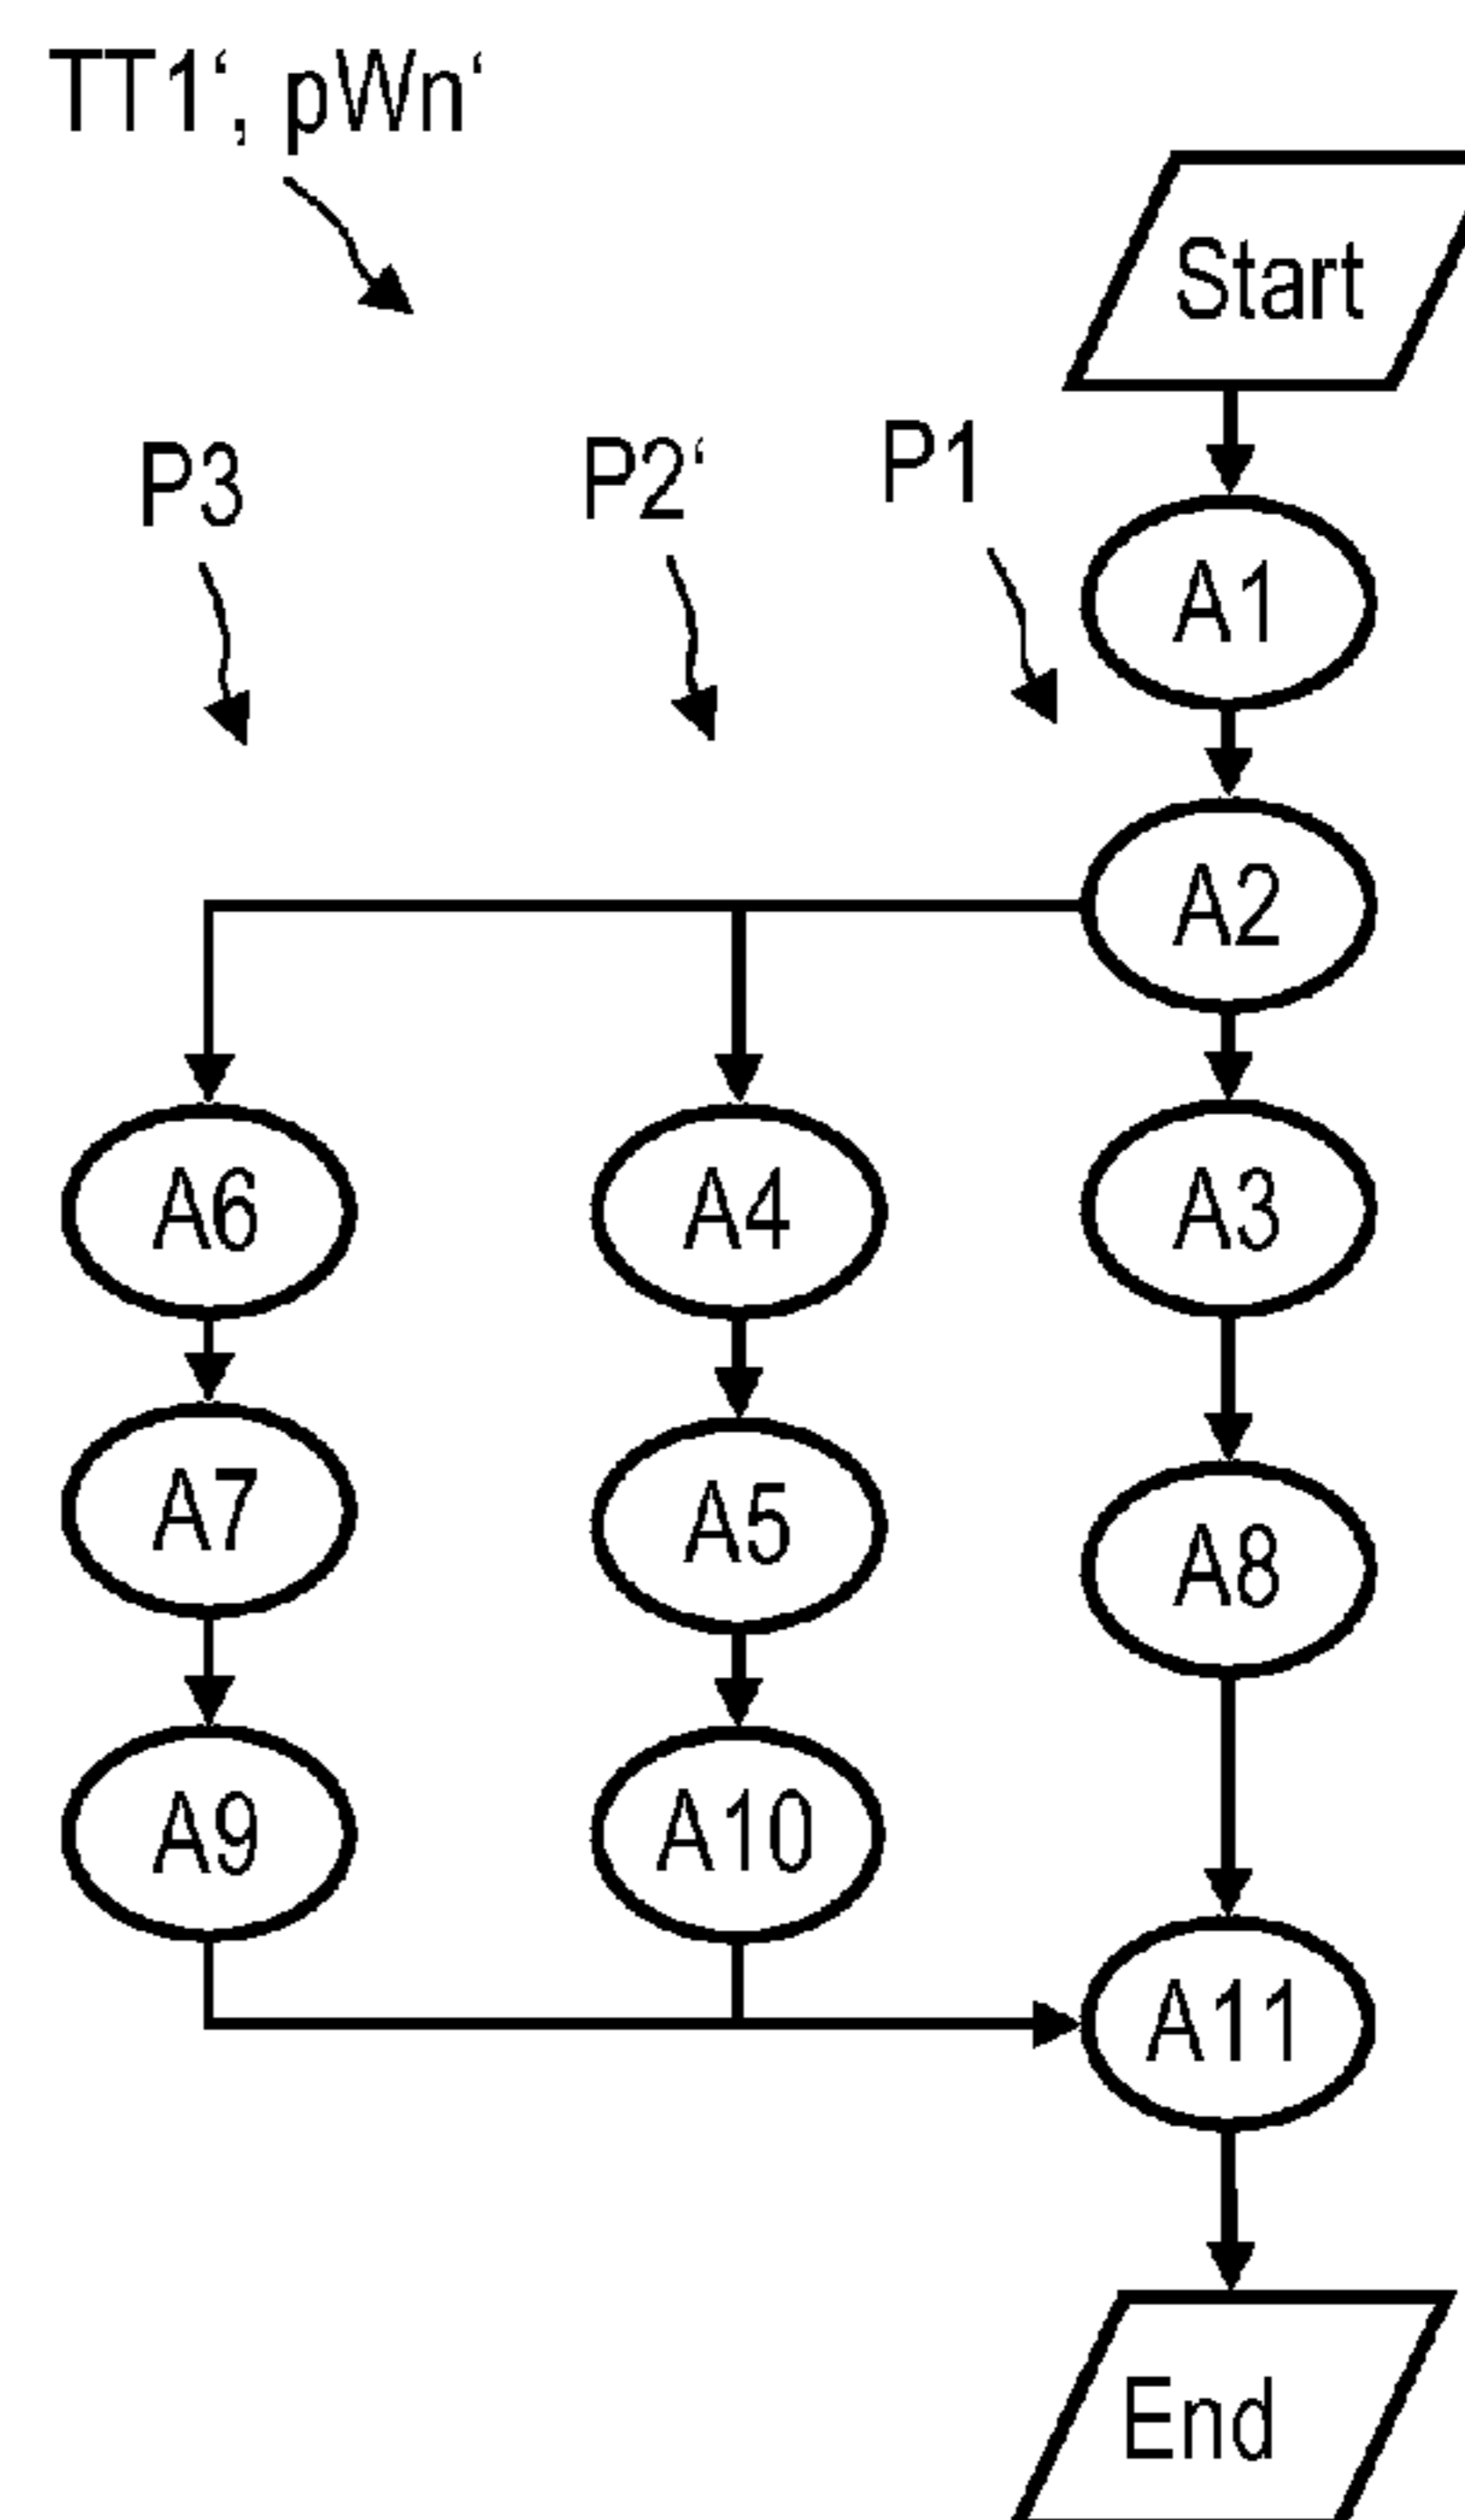 TT1‘, pWn‘
Start
P3 P2‘ P1
A1
A2
A6 A4 A3
A7 A5 A8
A9 A10
A11
End